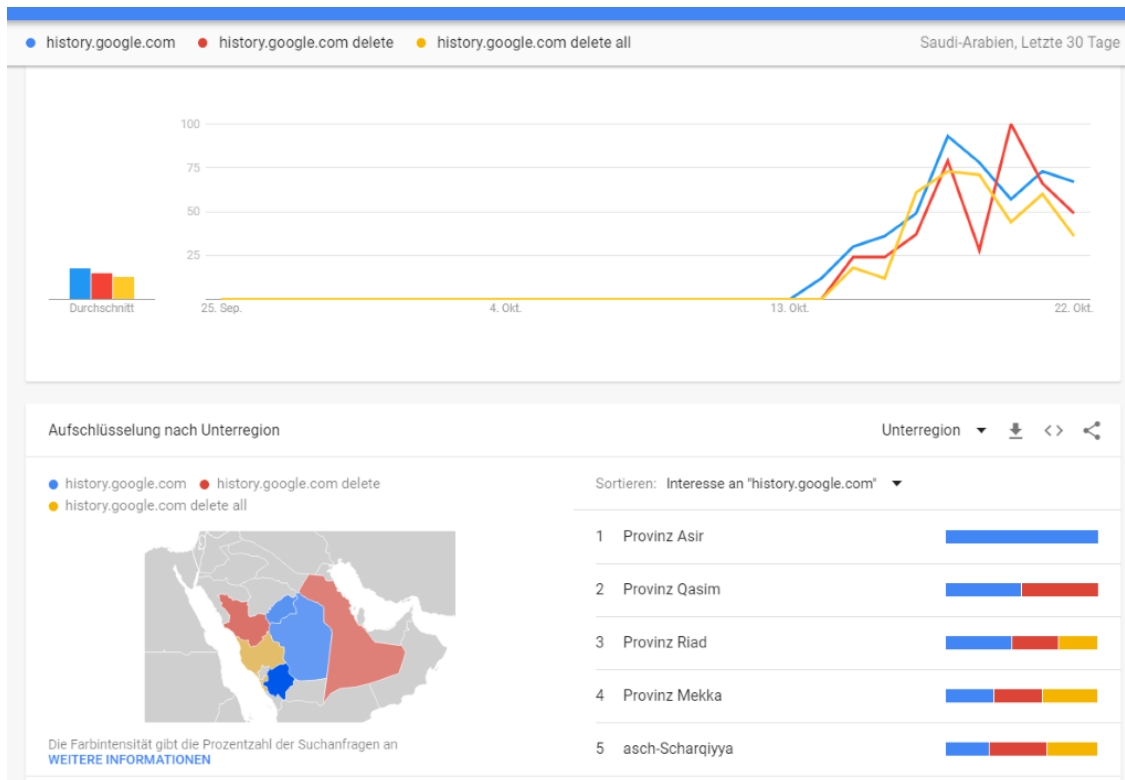 history.google.com history.google.com delete history.google.com delete all Saudi-Arabien, Letzte 30 Tage
100
75
50
25
Durchschnitt
25. Sep. 4. Okt. 13. Okt. 22. Okt.
Aufschlüsselung nach Unterregion Unterregion
history.google.com history.google.com delete
history.google.com delete all
Sortieren: Interesse an "history.google.com"
1 Provinz Asir
2 Provinz Qasim
3 Provinz Riad
4 Provinz Mekka
5 asch-Scharqiyya
Die Farbintensität gibt die Prozentzahl der Suchanfragen an
WEITERE INFORMATIONEN